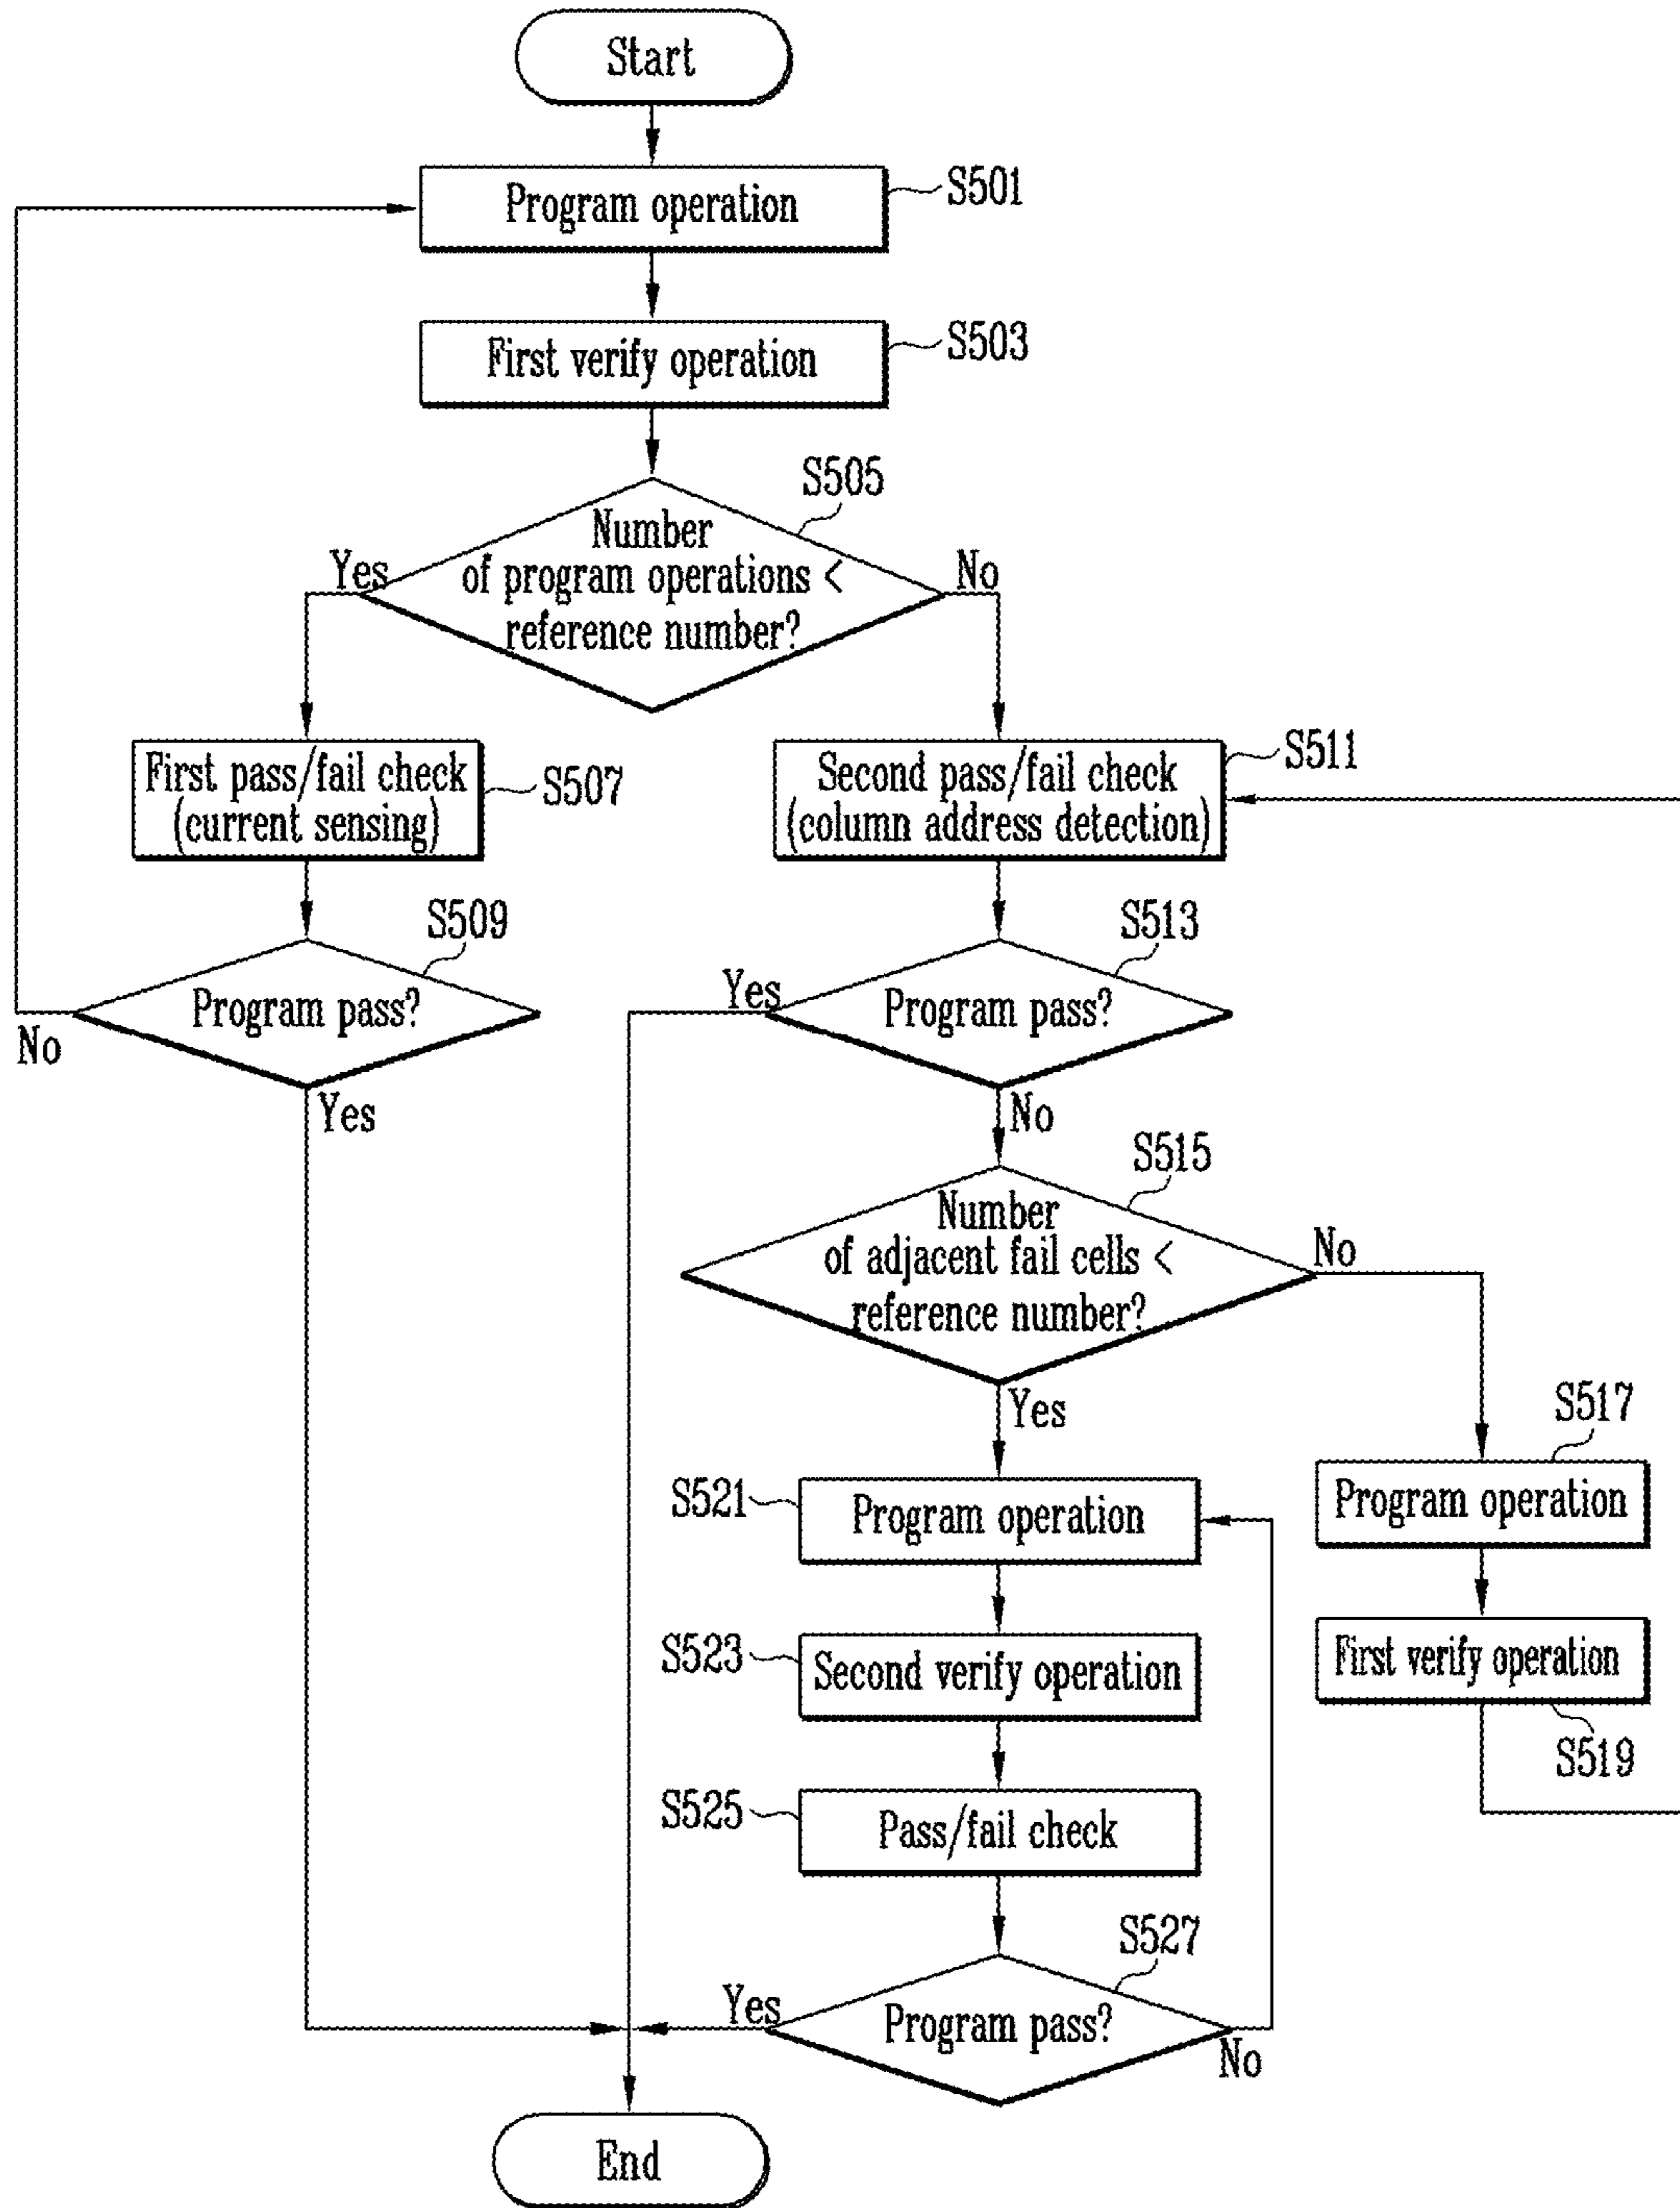 Start
Program operation
S501
First verify operation
S503
S505
Number
of program operations <
reference number?
Yes
No
First pass/fail check
(current sensing)
S507
Second pass/fail check
(column address detection)
S511
S509
Program pass?
No
Yes
S513
Yes
Program pass?
No
S515
Number
of adjacent fail cells <
reference number?
No
Yes
S517
Program operation
S521
Program operation
First verify operation
S519
S523
Second verify operation
S525
Pass/fail check
S527
Yes
Program pass?
No
End